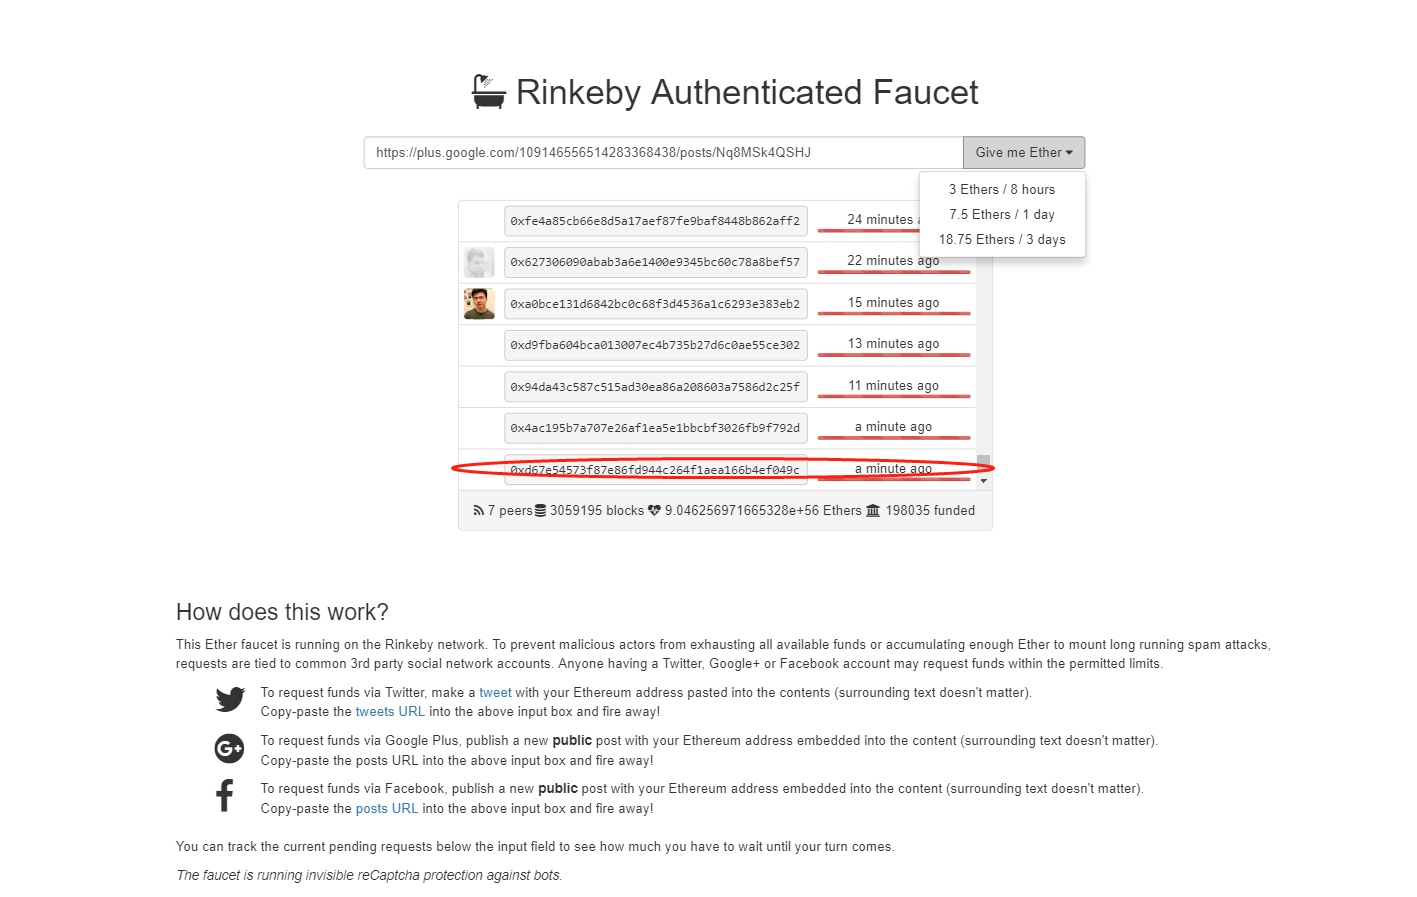 Rinkeby Authenticated Faucet
https://plus.google.com/109146556514283368438/posts/Nq8MSk4QSHJ
Give me Ether
3 Ethers / 8 hours
7.5 Ethers / 1 day
18.75 Ethers / 3 days
0xfe4a85cb66e8d5a17aef87fe9baf8448b862aff2 24 minutes a
0x627306090abab3a6e1400e9345bc60c78a8bef57 22 minutes ago
0xa0bce131d6842bc0c68f3d4536a1c6293e383eb2 15 minutes ago
0xd9fba604bca013007ec4b735b27d6c0ae55ce302 13 minutes ago
0x94da43c587c515ad30ea86a208603a7586d2c25f 11 minutes ago
0x4ac195b7a707e26af1ea5e1bbcbf3026fb9f792d a minute ago
0xd67e54573f87e86fd944c264f1aea166b4ef049c a minute ago
7 peers 3059195 blocks 9.046256971665328e+56 Ethers 198035 funded
How does this work?
This Ether faucet is running on the Rinkeby network. To prevent malicious actors from exhausting all available funds or accumulating enough Ether to mount long running spam attacks,
requests are tied to common 3rd party social network accounts. Anyone having a Twitter, Google+ or Facebook account may request funds within the permitted limits.
To request funds via Twitter, make a tweet with your Ethereum address pasted into the contents (surrounding text doesn't matter).
Copy-paste the tweets URL into the above input box and fire away!
G+
To request funds via Google Plus, publish a new public post with your Ethereum address embedded into the content (surrounding text doesn't matter).
Copy-paste the posts URL into the above input box and fire away!
To request funds via Facebook, publish a new public post with your Ethereum address embedded into the content (surrounding text doesn't matter).
Copy-paste the posts URL into the above input box and fire away!
You can track the current pending requests below the input field to see how much you have to wait until your turn comes.
The faucet is running invisible reCaptcha protection against bots.